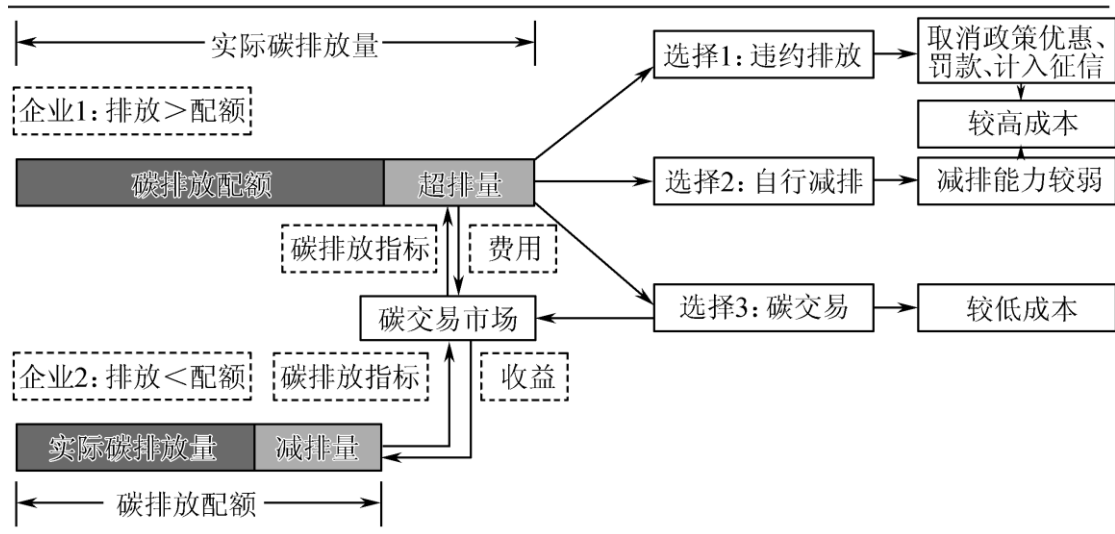 实际碳排放量
选择1:违约排放
取消政策优惠、
罚款、计入征信
企业1:排放>配额
较高成本
碳排放配额
超排量
选择2:自行减排
减排能力较弱
碳排放指标
费用
碳交易市场
选择3:碳交易
较低成本
企业2:排放<配额
碳排放指标
收益
实际碳排放量
减排量
碳排放配额